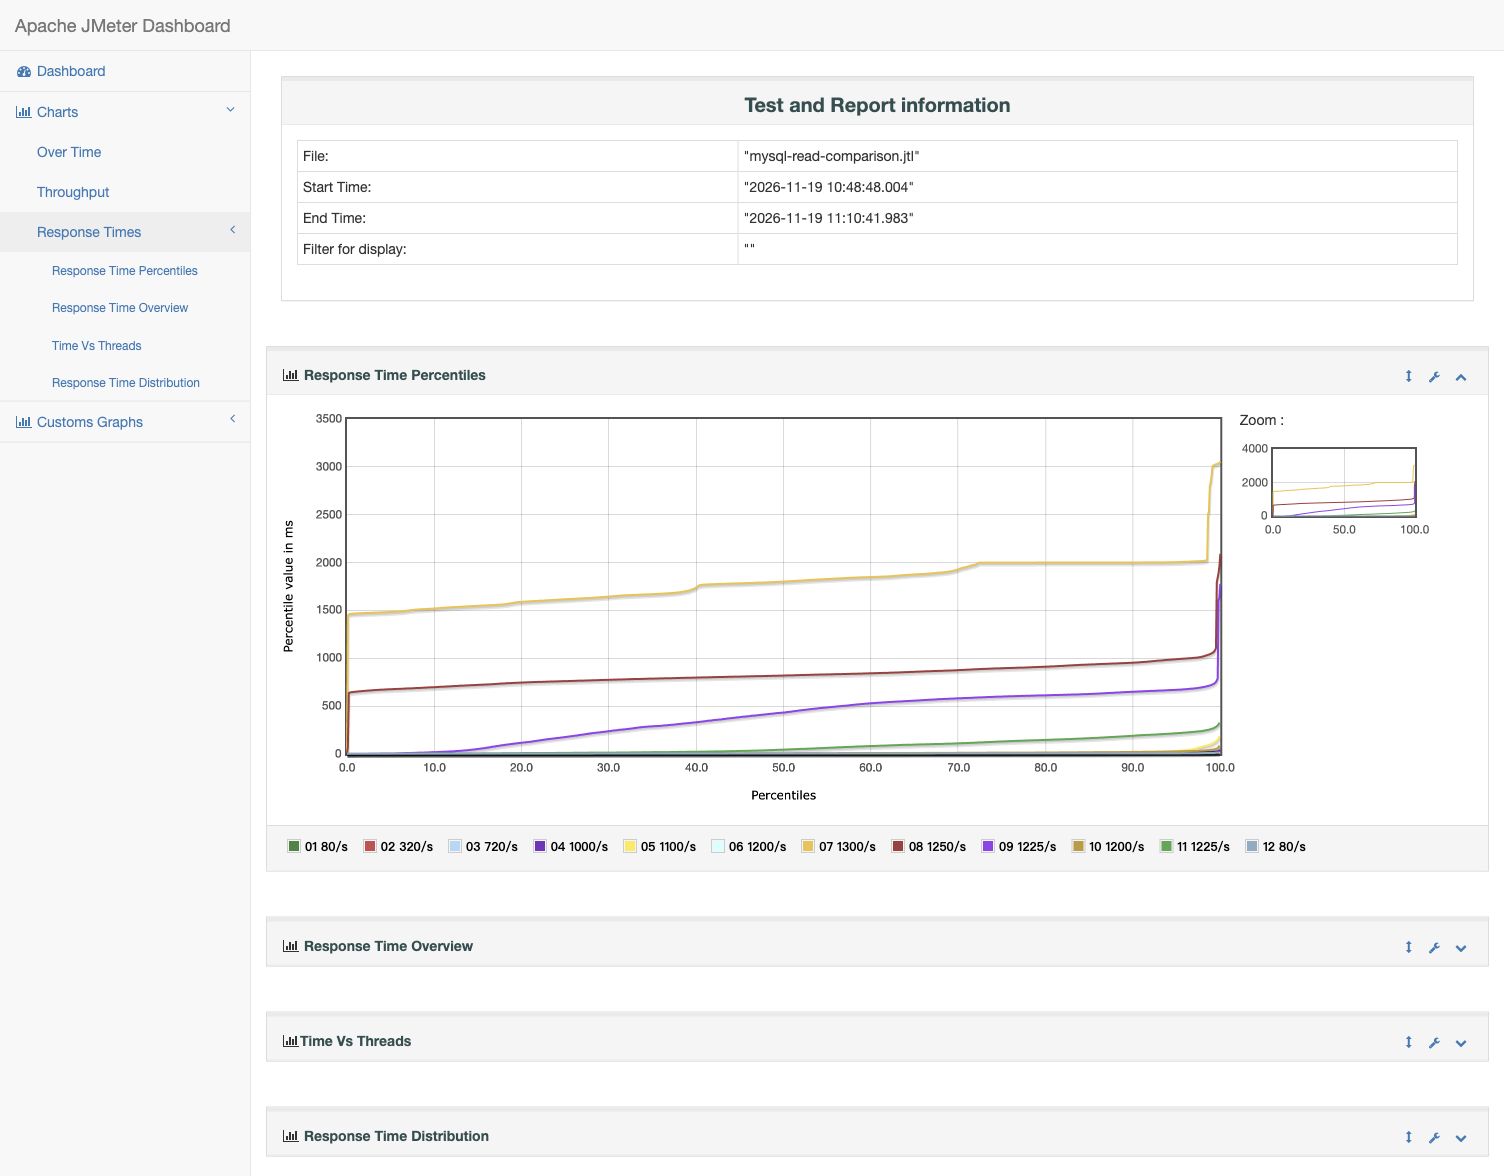 Apache JMeter Dashboard
Dashboard
Charts
Over Time
Throughput
Response Times
Response Time Percentiles
Response Time Overview
Time Vs Threads
Response Time Distribution
Customs Graphs
Test and Report information
File: "mysql-read-comparison.jtl"
Start Time: "2026-11-19 10:48:48.004"
End Time: "2026-11-19 11:10:41.983"
Filter for display: ""
Response Time Percentiles
Percentile value in ms
3500
3000
2500
2000
1500
1000
500
0
0.0 10.0 20.0 30.0 40.0 50.0 60.0 70.0 80.0 90.0 100.0
Percentiles
Zoom :
4000
2000
0
0.0 50.0 100.0
01 80/s 02 320/s 03 720/s 04 1000/s 05 1100/s 06 1200/s 07 1300/s 08 1250/s 09 1225/s 10 1200/s 11 1225/s 12 80/s
Response Time Overview
Time Vs Threads
Response Time Distribution